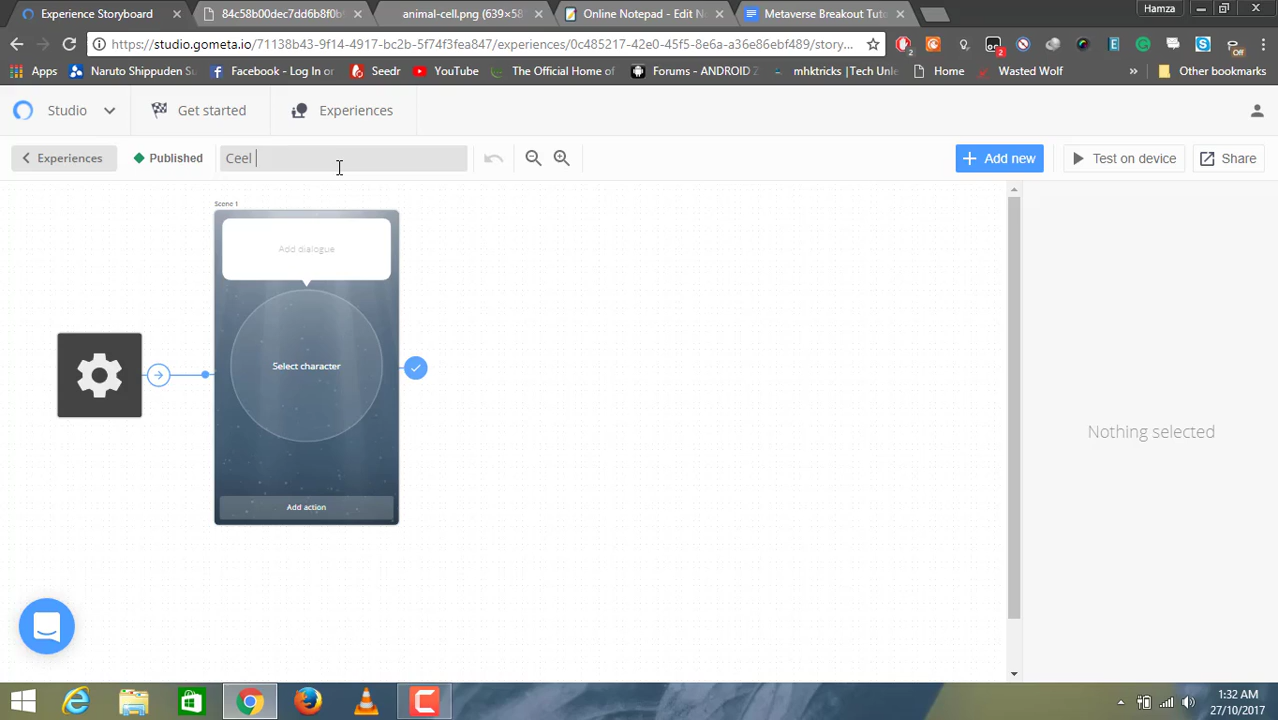 Experience Storyboard
84c58b00dec7dd6b8f0b
animal-cell.png (639×58
Online Notepad - Edit N
Metaverse Breakout Tuto
Hamza
https://studio.gometa.io/71138b43-9f14-4917-bc2b-5f74f3fea847/experiences/0c485217-42e0-45f5-8e6a-a36e86ebf489/story...
2
2
Off
Apps
Naruto Shippuden Su
Facebook - Log In or
Seedr
YouTube
The Official Home of
Forums - ANDROID Z
mhktricks | Tech Unle
Home
Wasted Wolf
»
Other bookmarks
Studio
Get started
Experiences
Experiences
Published
Ceel
Add new
Test on device
Share
Scene 1
Add dialogue
Select character
Add action
Nothing selected
1:32 AM
27/10/2017